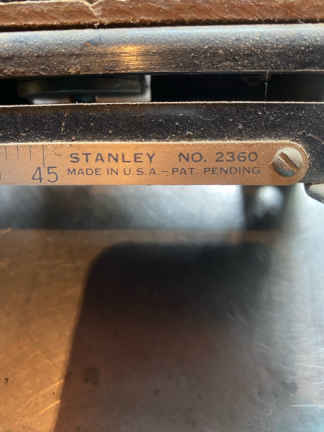 STANLEY NO. 2360
45 MADE IN U.S.A.-PAT. PENDING